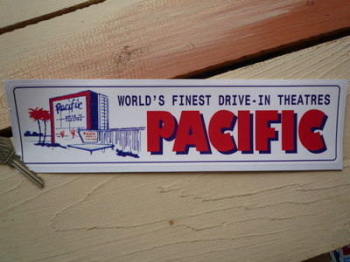 WORLD'S FINEST DRIVE-IN THEATRES
PACIFIC
Pacific